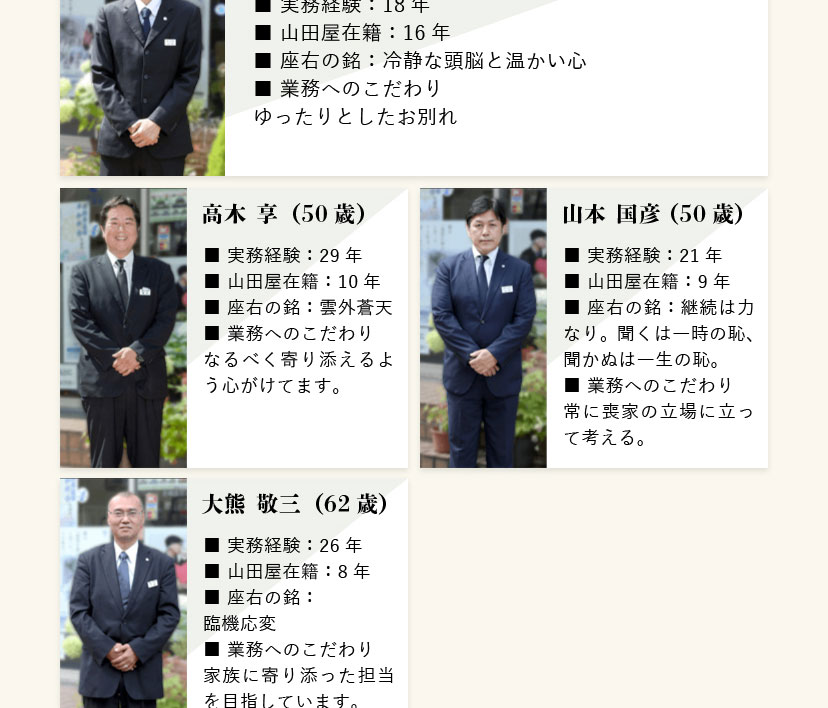 ■ 実務経験：18 年
■ 山田屋在籍：16 年
■ 座右の銘：冷静な頭脳と温かい心
■ 業務へのこだわり
ゆったりとしたお別れ
高木 享（50 歳）
■ 実務経験：29 年
■ 山田屋在籍：10 年
■ 座右の銘：雲外蒼天
■ 業務へのこだわり
なるべく寄り添えるよ
う心がけてます。
山本 国彦（50 歳）
■ 実務経験：21 年
■ 山田屋在籍：9 年
■ 座右の銘：継続は力
なり。聞くは一時の恥、
聞かぬは一生の恥。
■ 業務へのこだわり
常に喪家の立場に立っ
て考える。
大熊 敬三（62 歳）
■ 実務経験：26 年
■ 山田屋在籍：8 年
■ 座右の銘：
臨機応変
■ 業務へのこだわり
家族に寄り添った担当
を目指しています。